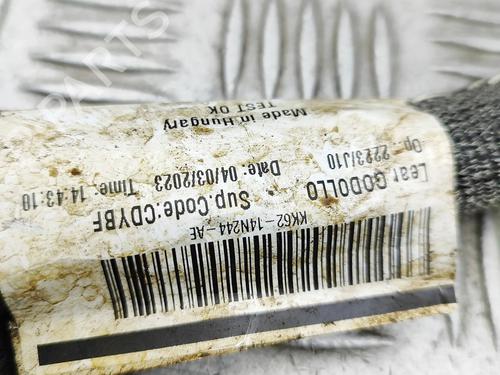 KK62-14N244-AE
Lear GODOLLO
Sup.Code:CDYBF
Op: 2223/J10
Date: 04/03/2023 Time: 14:43:10
Made in Hungary
TEST OK
PARTS